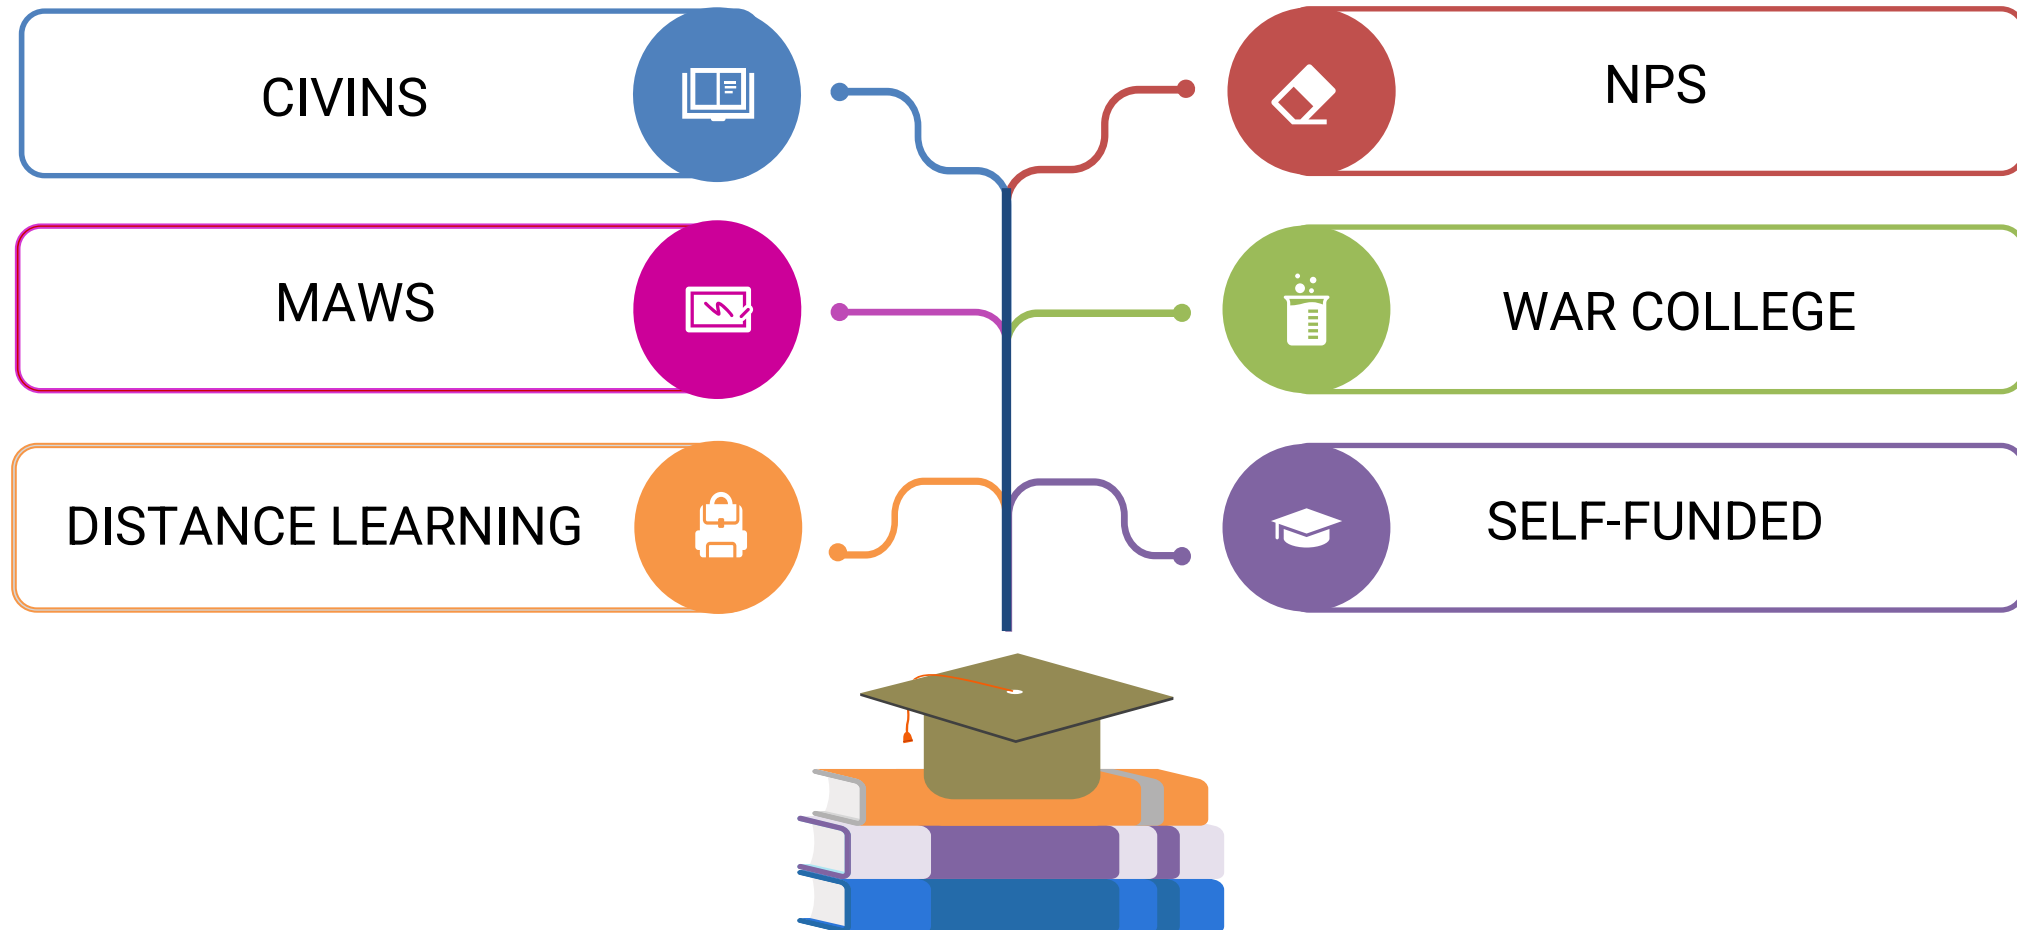 CIVINS
NPS
MAWS
WAR COLLEGE
DISTANCE LEARNING
SELF-FUNDED